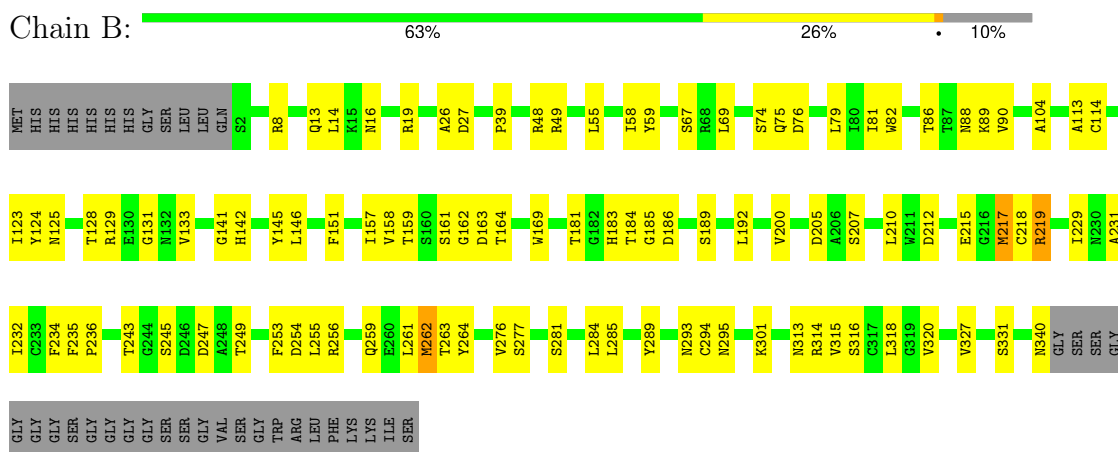 Chain B:
63% 26% • 10%
MET HIS HIS HIS HIS HIS HIS GLY SER LEU LEU GLN S2 R8 Q13 L14 K15 N16 R19 A26 D27 P39 R48 R49 L55 I58 Y59 S67 R68 L69 S74 Q75 D76 L79 I80 I81 W82 T86 T87 N88 K89 V90 A104 A113 C114
I123 Y124 N125 T128 R129 E130 G131 N132 V133 G141 H142 Y145 L146 F151 I157 V158 T159 S160 S161 G162 D163 T164 W169 T181 G182 H183 T184 G185 D186 S189 L192 V200 D205 A206 S207 L210 W211 D212 E215 G216 M217 C218 R219 I229 N230 A231
I232 C233 F234 F235 P236 T243 G244 S245 D246 D247 A248 T249 F253 D254 L255 R256 Q259 E260 L261 M262 T263 Y264 V276 S277 S281 L284 L285 Y289 N293 C294 N295 K301 N313 R314 V315 S316 C317 L318 G319 V320 V327 S331 N340 GLY SER SER GLY
GLY GLY GLY SER GLY GLY GLY GLY SER SER GLY VAL SER GLY TRP ARG LEU PHE LYS LYS ILE SER